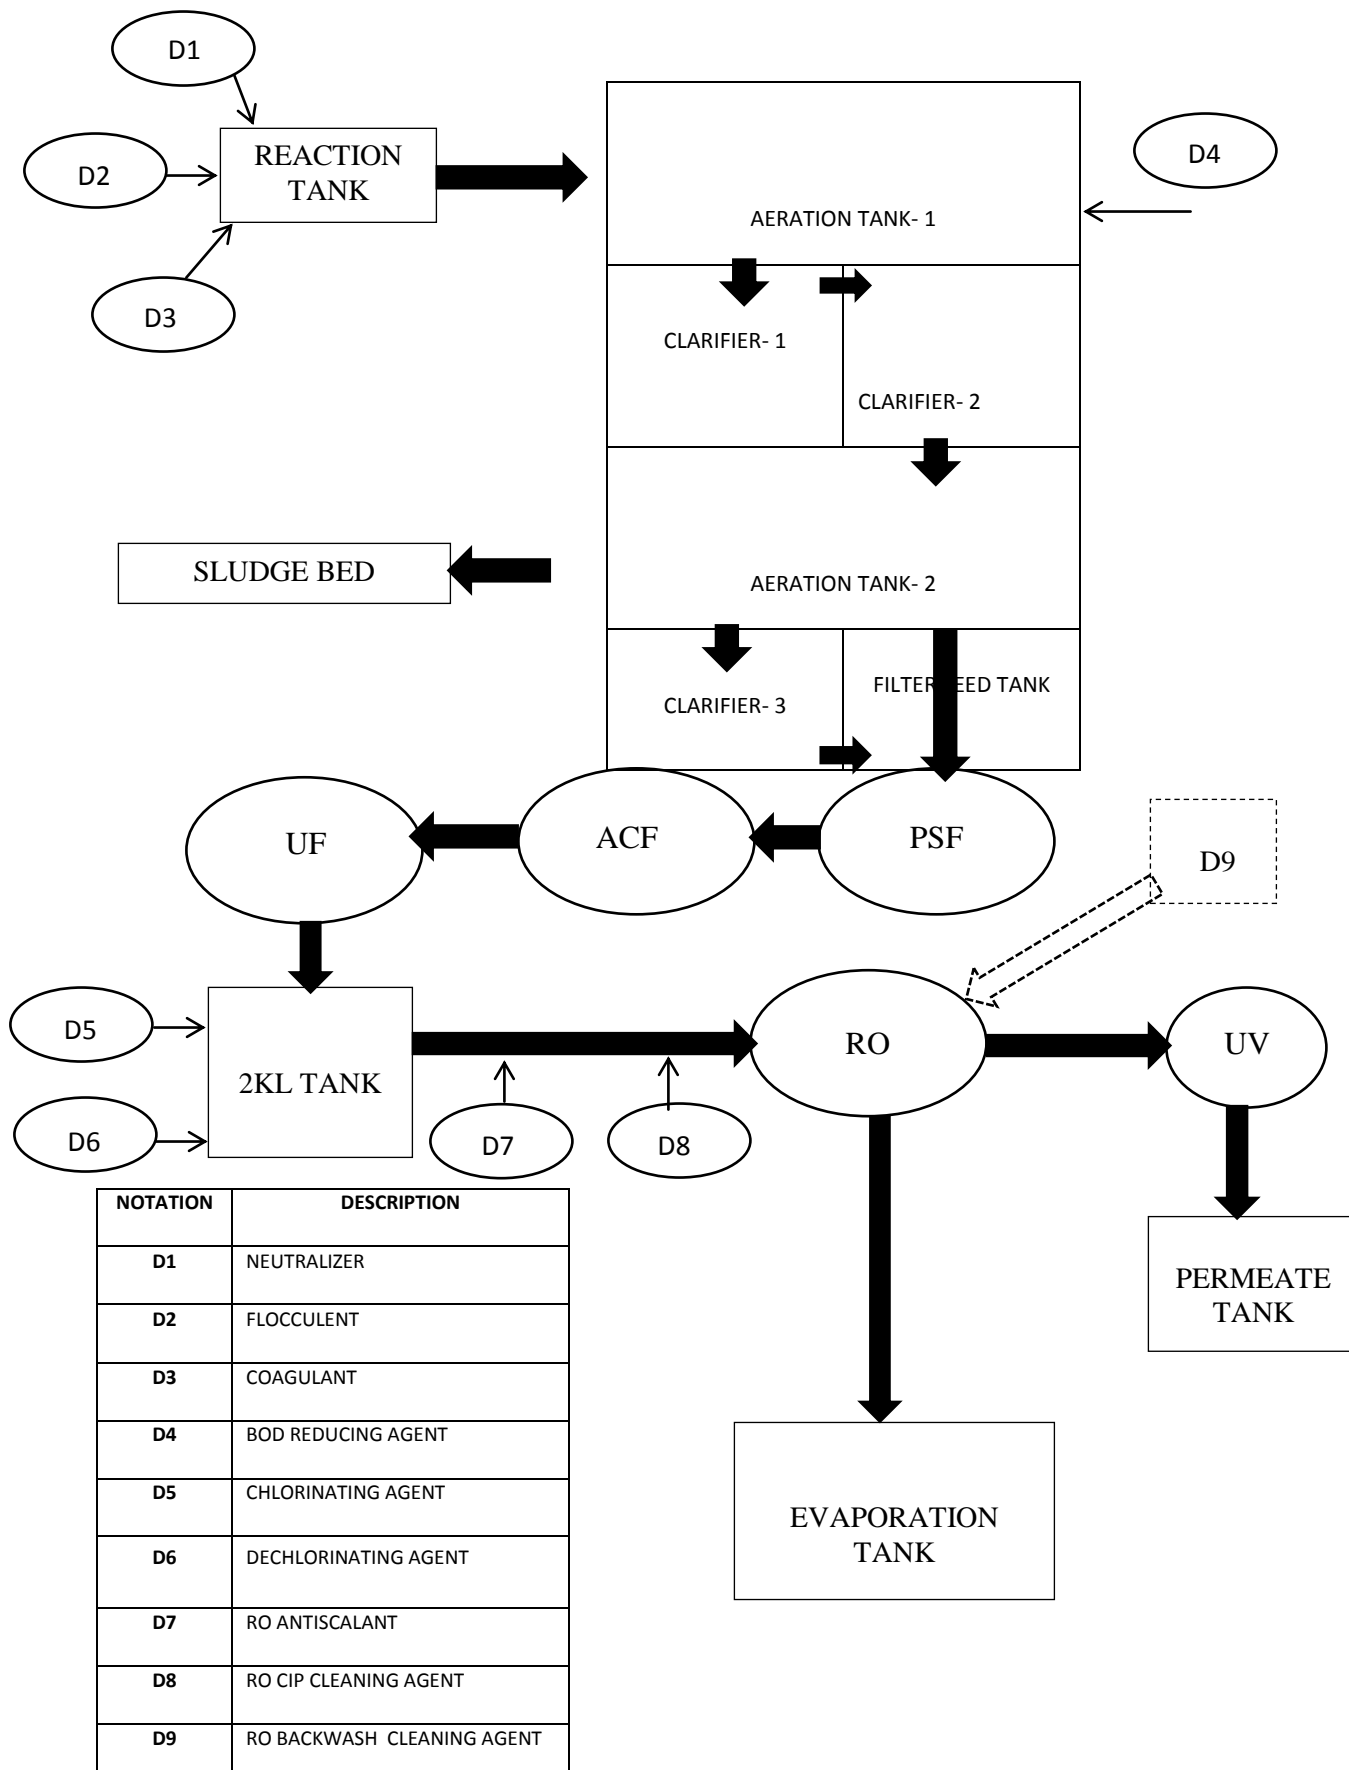 D1
REACTION
TANK
D2
D3
D4
AERATION TANK- 1
CLARIFIER- 1
CLARIFIER- 2
SLUDGE BED
AERATION TANK- 2
CLARIFIER- 3
FILTER EED TANK
UF
ACF
PSF
D9
D5
2KL TANK
D6
D7
D8
RO
UV
PERMEATE
TANK
EVAPORATION
TANK
NOTATION DESCRIPTION
D1 NEUTRALIZER
D2 FLOCCULENT
D3 COAGULANT
D4 BOD REDUCING AGENT
D5 CHLORINATING AGENT
D6 DECHLORINATING AGENT
D7 RO ANTISCALANT
D8 RO CIP CLEANING AGENT
D9 RO BACKWASH CLEANING AGENT